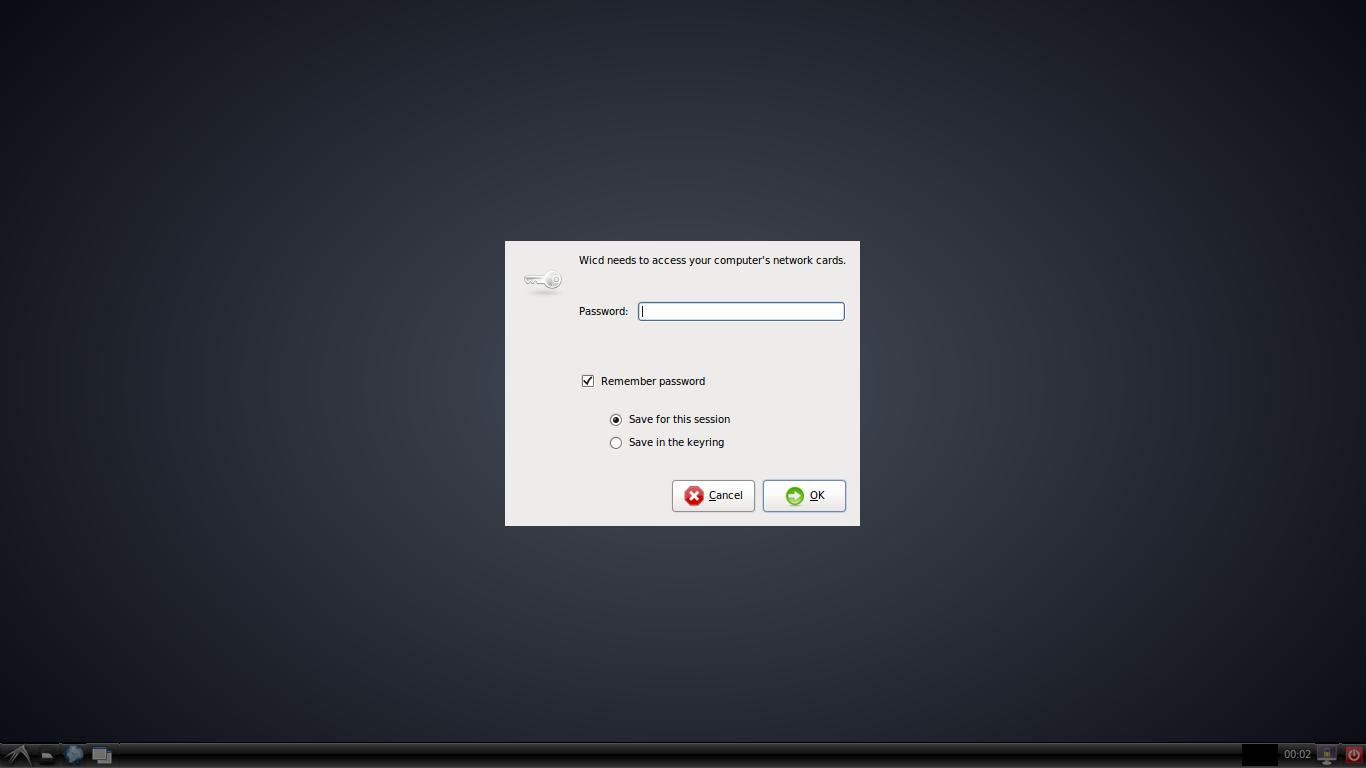 Wicd needs to access your computer's network cards.
Password:
Remember password
Save for this session
Save in the keyring
Cancel
OK
00:02